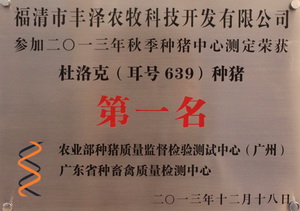 福清市丰泽农牧科技开发有限公司
参加二〇一三年秋季种猪中心测定荣获
杜洛克（耳号639）种猪
第一名
农业部种猪质量监督检验测试中心（广州）
广东省种畜禽质量检测中心
二〇一三年十二月十八日